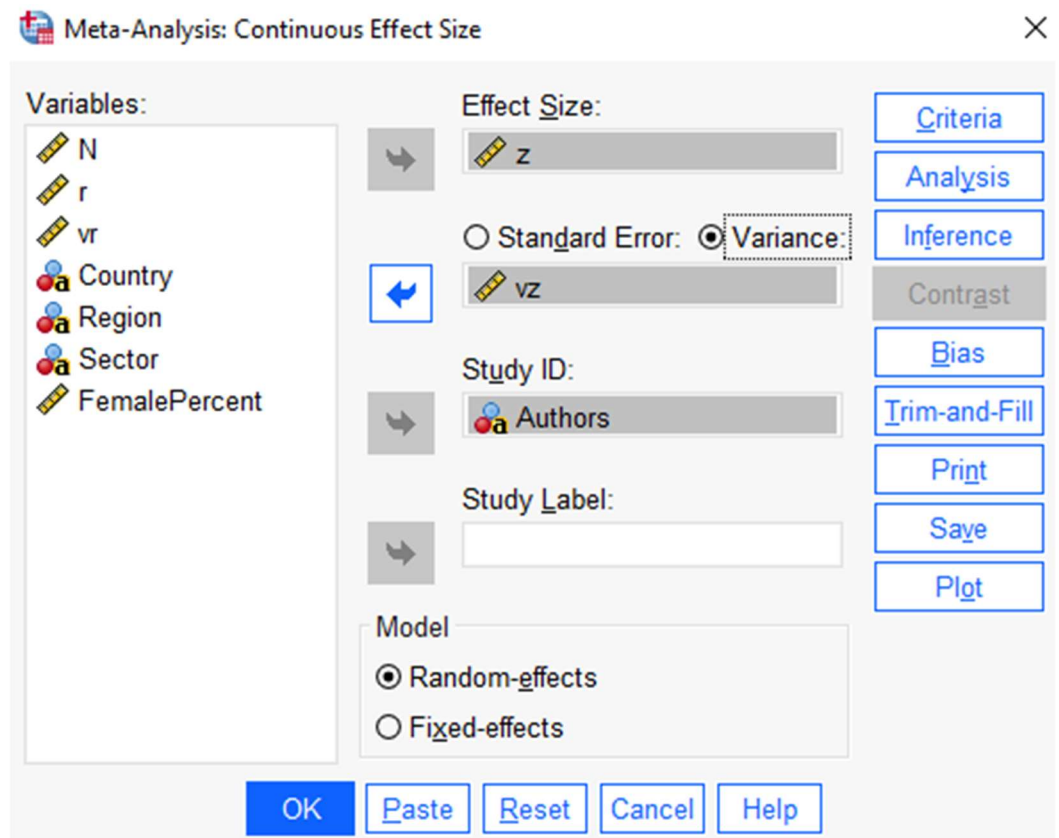 Meta-Analysis: Continuous Effect Size
Variables:
N
r
vr
Country
Region
Sector
FemalePercent
Effect Size:
z
Standard Error: Variance:
vz
Study ID:
Authors
Study Label:
Model
Random-effects
Fixed-effects
Criteria
Analysis
Inference
Contrast
Bias
Trim-and-Fill
Print
Save
Plot
OK Paste Reset Cancel Help